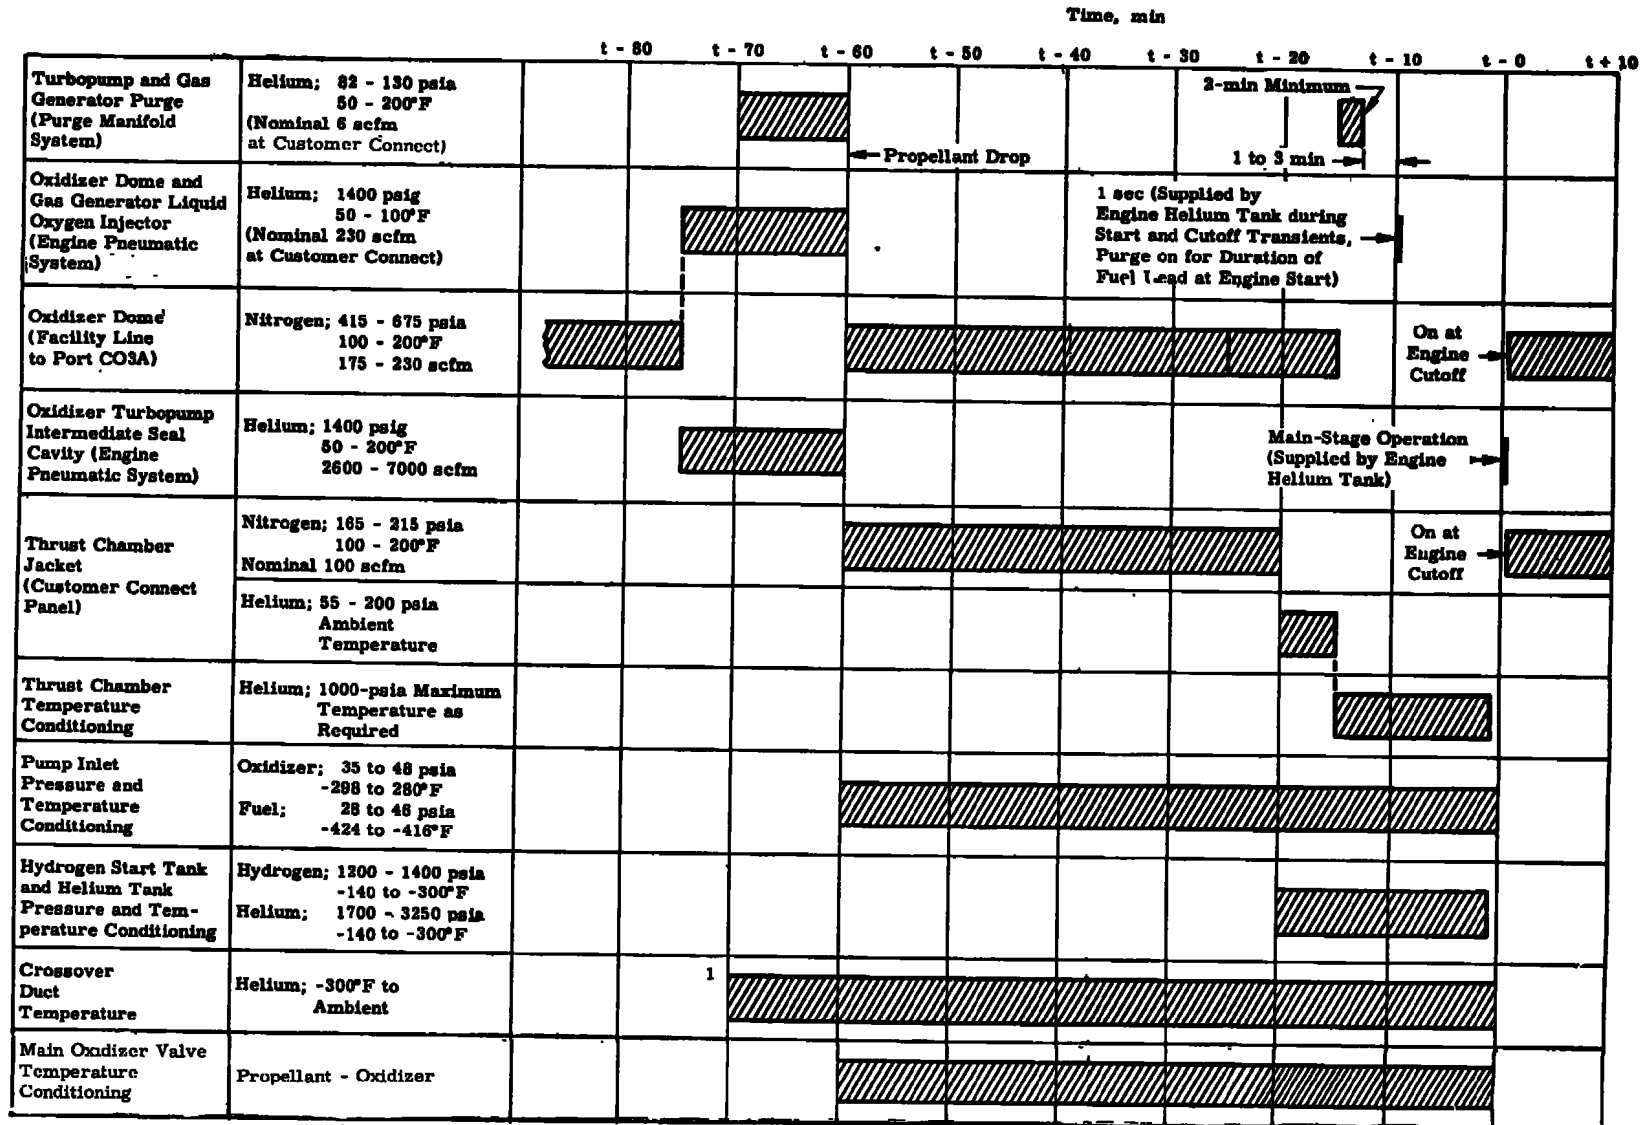 Time, min
t - 80 t - 70 t - 60 t - 50 t - 40 t - 30 t - 20 t - 10 t - 0 t + 10
Turbopump and Gas
Generator Purge
(Purge Manifold
System)
Helium; 82 - 130 psia
50 - 200°F
(Nominal 6 scfm
at Customer Connect)
2-min Minimum
Propellant Drop
1 to 3 min
Oxidizer Dome and
Gas Generator Liquid
Oxygen Injector
(Engine Pneumatic
System)
Helium; 1400 psig
50 - 100°F
(Nominal 230 scfm
at Customer Connect)
1 sec (Supplied by
Engine Helium Tank during
Start and Cutoff Transients,
Purge on for Duration of
Fuel Lead at Engine Start)
Oxidizer Dome
(Facility Line
to Port CO3A)
Nitrogen; 415 - 675 psia
100 - 200°F
175 - 230 scfm
On at
Engine
Cutoff
Oxidizer Turbopump
Intermediate Seal
Cavity (Engine
Pneumatic System)
Helium; 1400 psig
50 - 200°F
2600 - 7000 scfm
Main-Stage Operation
(Supplied by Engine
Helium Tank)
Thrust Chamber
Jacket
(Customer Connect
Panel)
Nitrogen; 165 - 215 psia
100 - 200°F
Nominal 100 scfm
On at
Engine
Cutoff
Helium; 55 - 200 psia
Ambient
Temperature
Thrust Chamber
Temperature
Conditioning
Helium; 1000-psia Maximum
Temperature as
Required
Pump Inlet
Pressure and
Temperature
Conditioning
Oxidizer; 35 to 48 psia
-298 to 280°F
Fuel; 28 to 46 psia
-424 to -416°F
Hydrogen Start Tank
and Helium Tank
Pressure and Tem-
perature Conditioning
Hydrogen; 1200 - 1400 psia
-140 to -300°F
Helium; 1700 - 3250 psia
-140 to -300°F
Crossover
Duct
Temperature
Helium; -300°F to
Ambient
1
Main Oxidizer Valve
Temperature
Conditioning
Propellant - Oxidizer